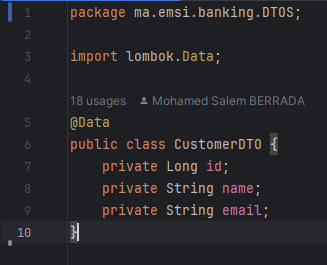 1 package ma.emsi.banking.DTOS;
2
3 import lombok.Data;
4
18 usages Mohamed Salem BERRADA
5 @Data
6 public class CustomerDTO {
7 private Long id;
8 private String name;
9 private String email;
10 }